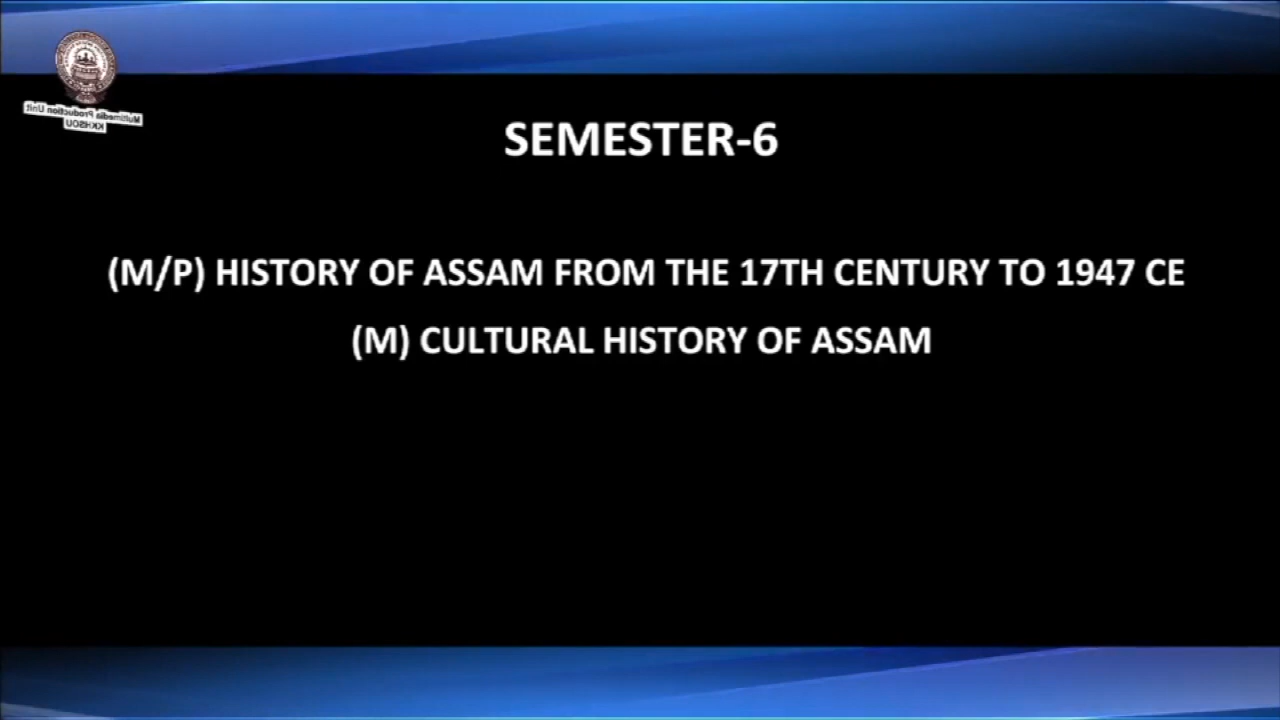 Multimedia Production Unit
KKHSOU
SEMESTER-6
(M/P) HISTORY OF ASSAM FROM THE 17TH CENTURY TO 1947 CE
(M) CULTURAL HISTORY OF ASSAM